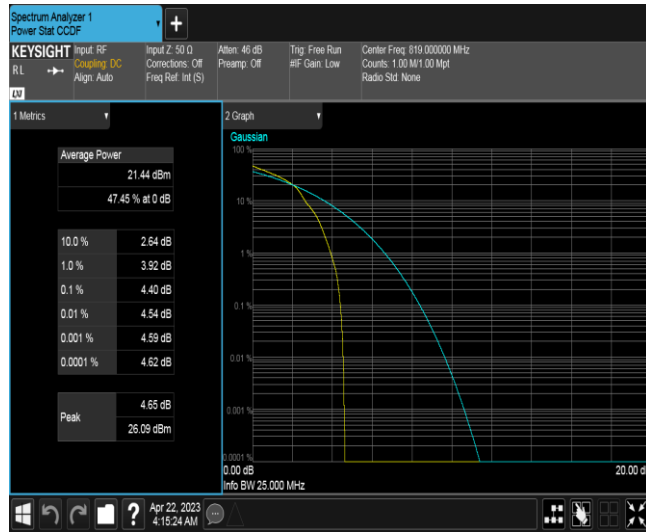 Spectrum Analyzer 1
Power Stat CCDF
KEYSIGHT
RL
LXI
Input: RF
Coupling: DC
Align: Auto
Input Z: 50 Ω
Corrections: Off
Freq Ref: Int (S)
Atten: 46 dB
Preamp: Off
Trig: Free Run
#IF Gain: Low
Center Freq: 819.000000 MHz
Counts: 1.00 M/1.00 Mpt
Radio Std: None
1 Metrics
Average Power
21.44 dBm
47.45 % at 0 dB
10.0 % 2.64 dB
1.0 % 3.92 dB
0.1 % 4.40 dB
0.01 % 4.54 dB
0.001 % 4.59 dB
0.0001 % 4.62 dB
Peak
4.65 dB
26.09 dBm
2 Graph
Gaussian
100 %
10 %
1 %
0.1 %
0.01 %
0.001 %
0.0001 %
0.00 dB
20.00 d
Info BW 25.000 MHz
?
Apr 22, 2023
4:15:24 AM